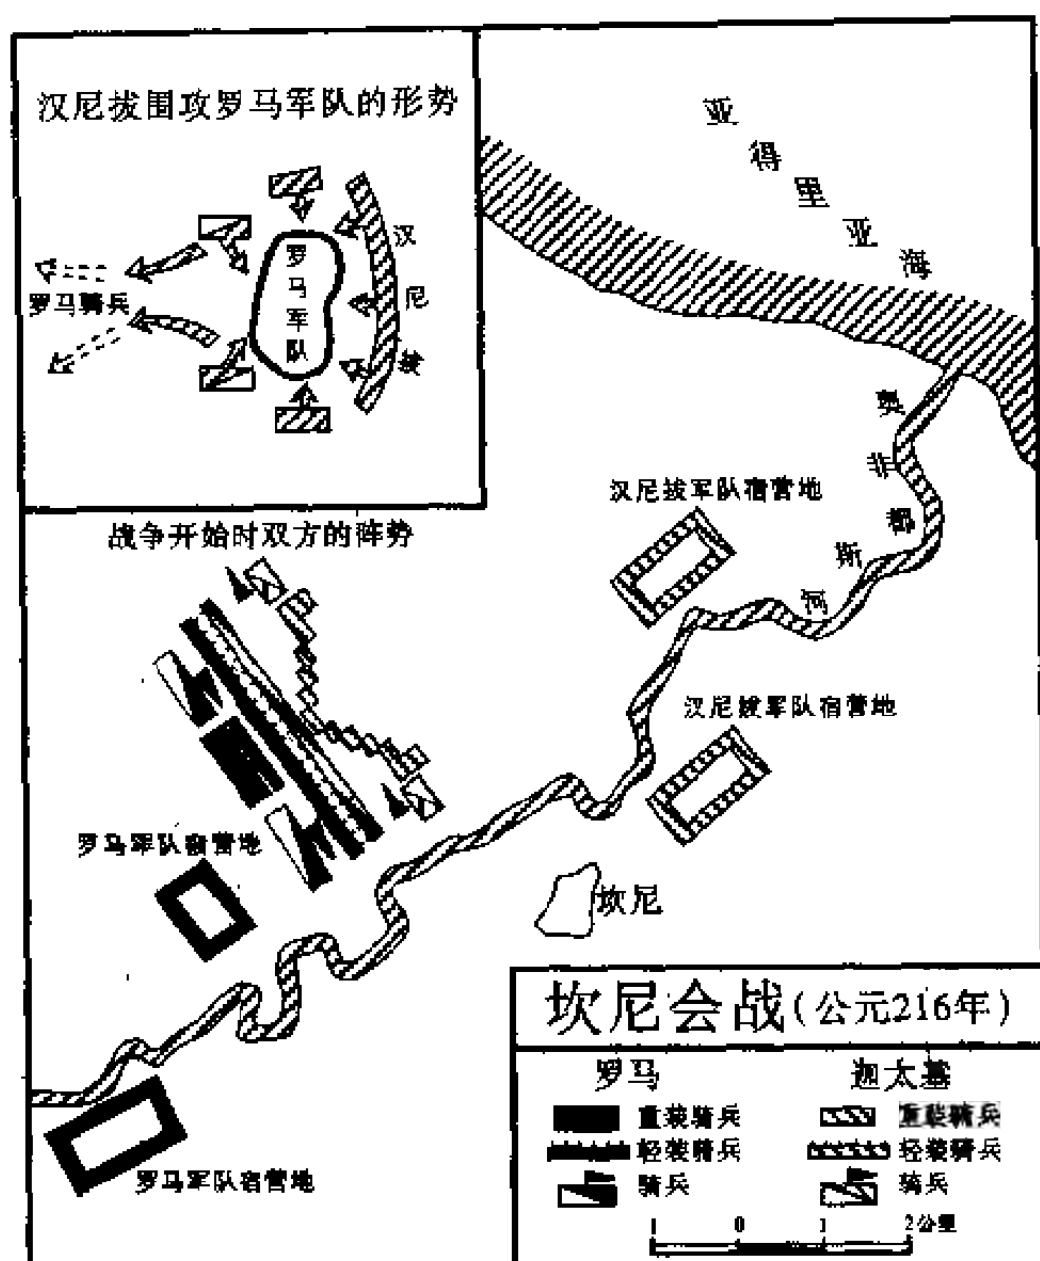 汉尼拔围攻罗马军队的形势
汉尼拔
罗马骑兵
罗马军队
亚得里亚海
奥非都斯河
汉尼拔军队宿营地
战争开始时双方的阵势
汉尼拔军队宿营地
罗马军队宿营地
坎尼
罗马军队宿营地
坎尼会战(公元216年)
罗马 迦太基
重装骑兵 重装骑兵
轻装骑兵 轻装骑兵
骑兵 骑兵
1 0 1 2公里